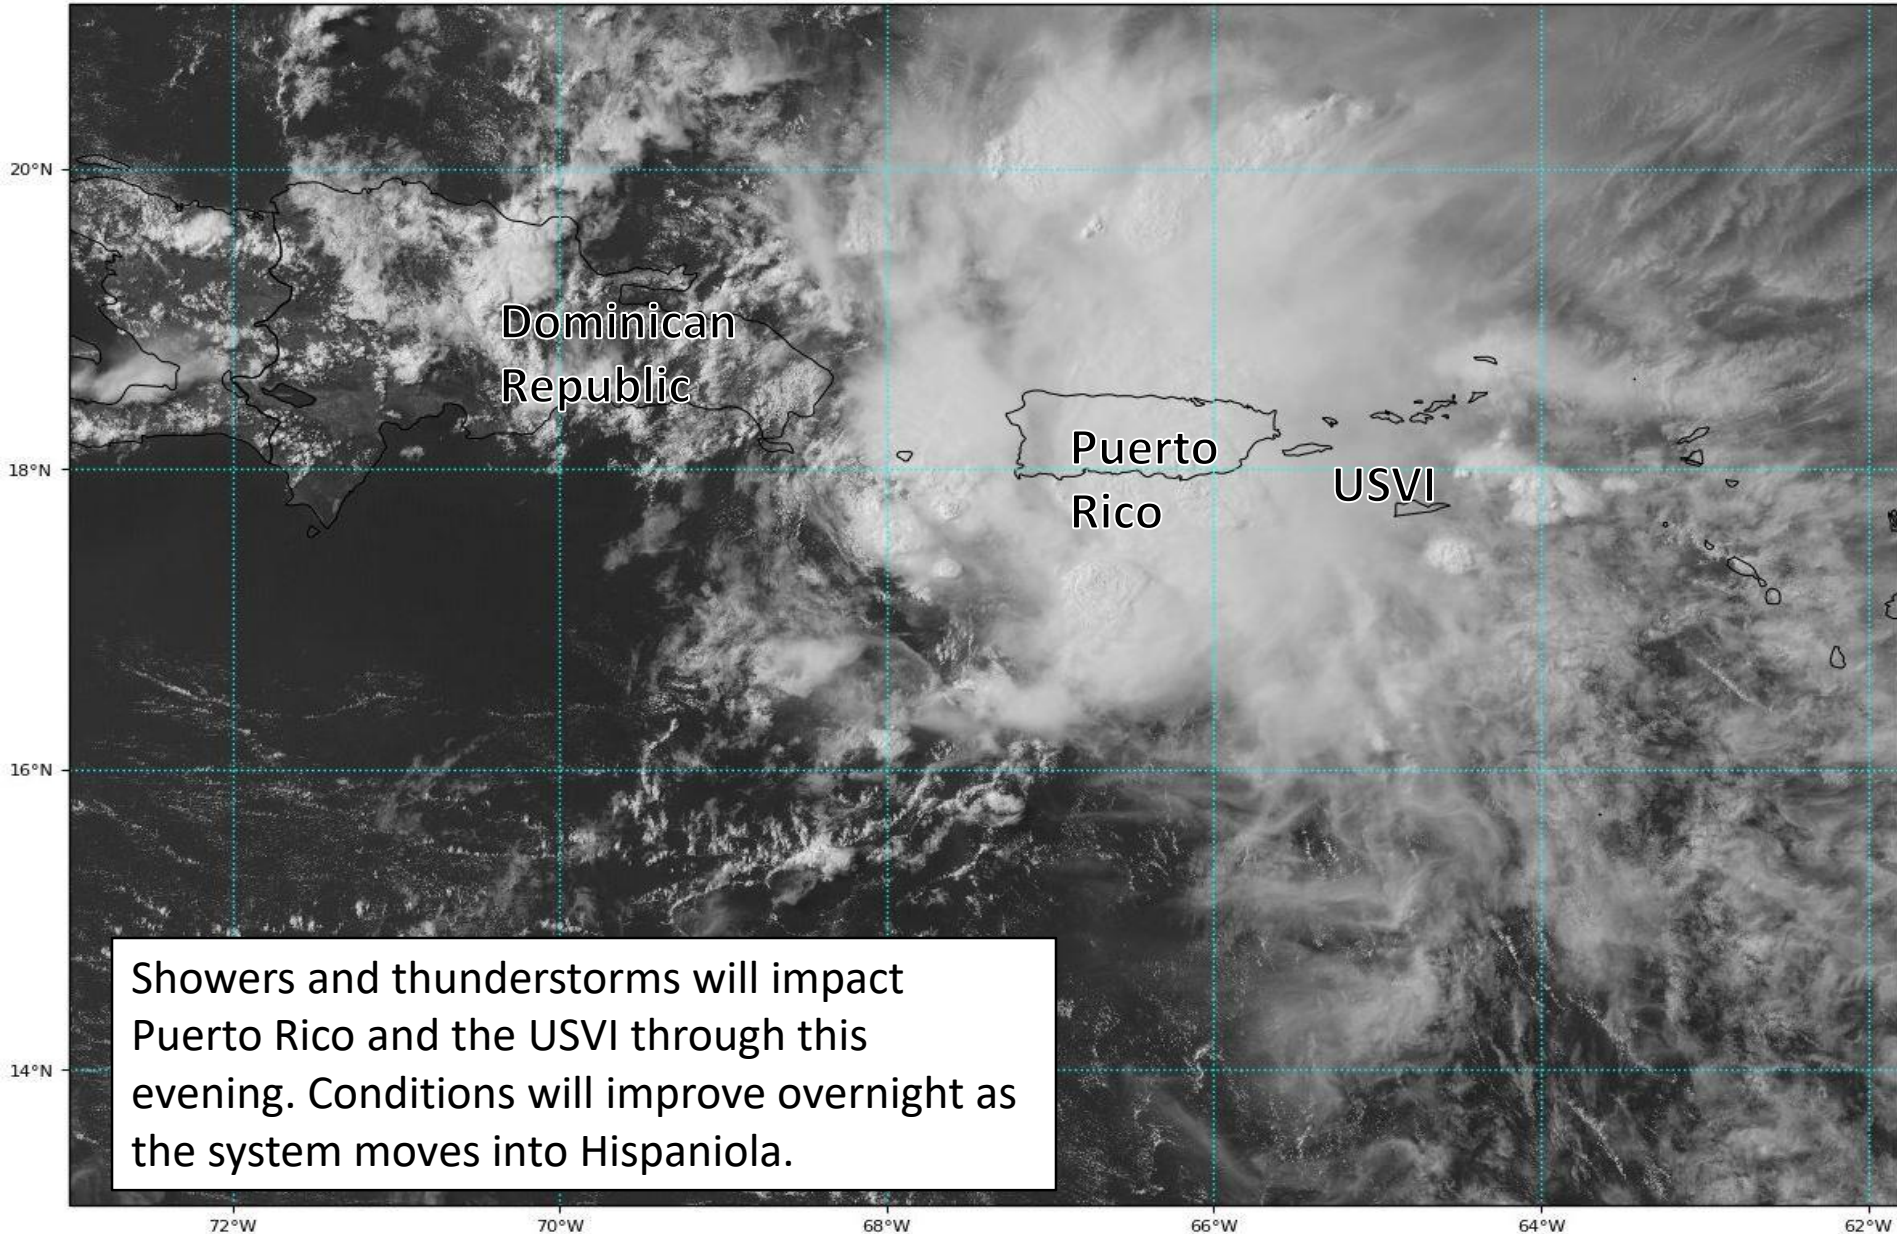 20°N
18°N
16°N
14°N
Dominican
Republic
Puerto
Rico
USVI
Showers and thunderstorms will impact
Puerto Rico and the USVI through this
evening. Conditions will improve overnight as
the system moves into Hispaniola.
72°W
70°W
68°W
66°W
64°W
62°W